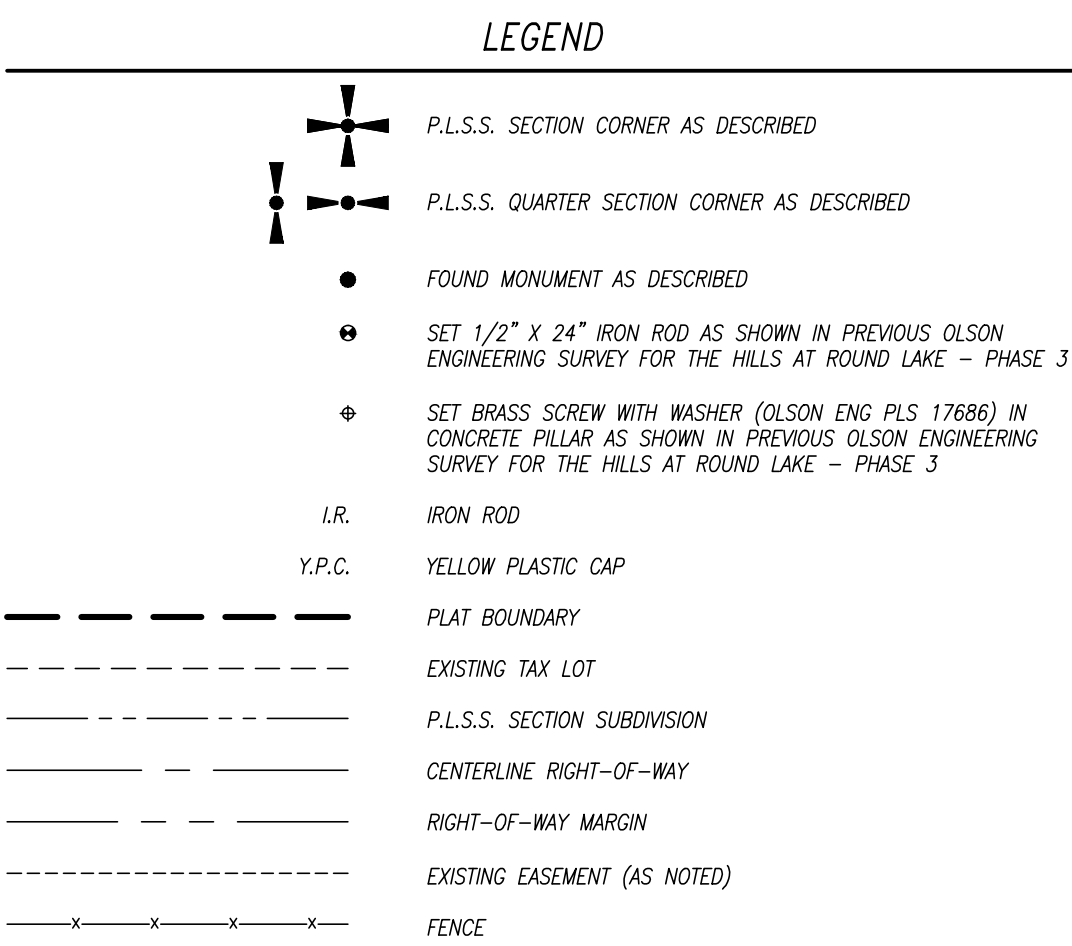 LEGEND
P.L.S.S. SECTION CORNER AS DESCRIBED
P.L.S.S. QUARTER SECTION CORNER AS DESCRIBED
FOUND MONUMENT AS DESCRIBED
SET 1/2" X 24" IRON ROD AS SHOWN IN PREVIOUS OLSON
ENGINEERING SURVEY FOR THE HILLS AT ROUND LAKE – PHASE 3
SET BRASS SCREW WITH WASHER (OLSON ENG PLS 17686) IN
CONCRETE PILLAR AS SHOWN IN PREVIOUS OLSON ENGINEERING
SURVEY FOR THE HILLS AT ROUND LAKE – PHASE 3
I.R. IRON ROD
Y.P.C. YELLOW PLASTIC CAP
PLAT BOUNDARY
EXISTING TAX LOT
P.L.S.S. SECTION SUBDIVISION
CENTERLINE RIGHT–OF–WAY
RIGHT–OF–WAY MARGIN
EXISTING EASEMENT (AS NOTED)
x x x x FENCE